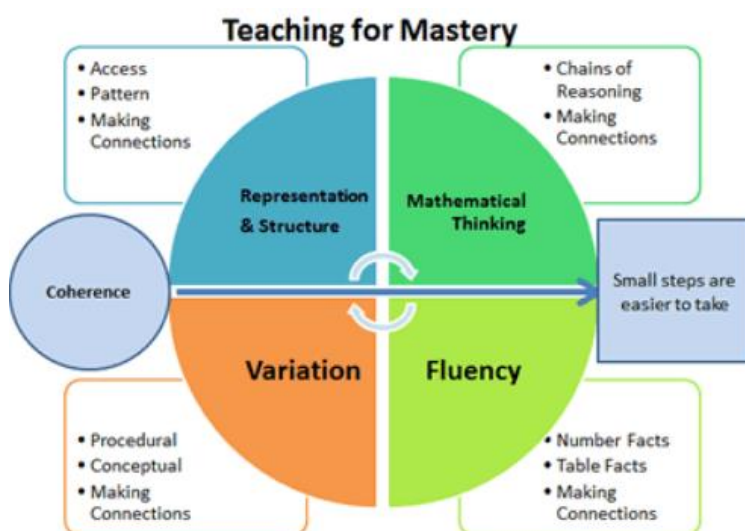 Teaching for Mastery
• Access
• Pattern
• Making
Connections
• Chains of
Reasoning
• Making
Connections
Representation
& Structure
Mathematical
Thinking
Coherence
Small steps are
easier to take
Variation
Fluency
• Procedural
• Conceptual
• Making
Connections
• Number Facts
• Table Facts
• Making
Connections